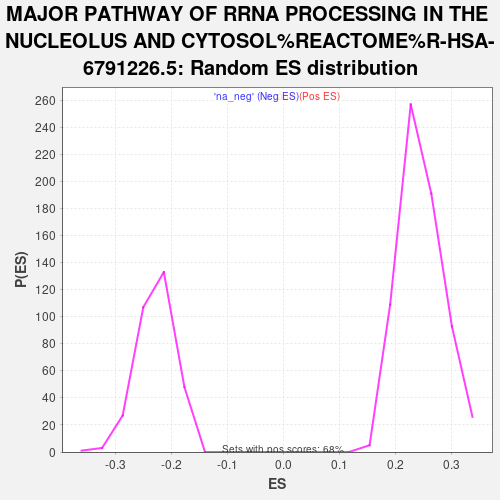 MAJOR PATHWAY OF RRNA PROCESSING IN THE
NUCLEOLUS AND CYTOSOL%REACTOME%R-HSA-
6791226.5: Random ES distribution
'na_neg' (Neg ES)(Pos ES)
260
240
220
200
180
160
140
120
100
80
60
40
20
0
P(ES)
Sets with pos scores: 68%
-0.3 -0.2 -0.1 0.0 0.1 0.2 0.3
ES